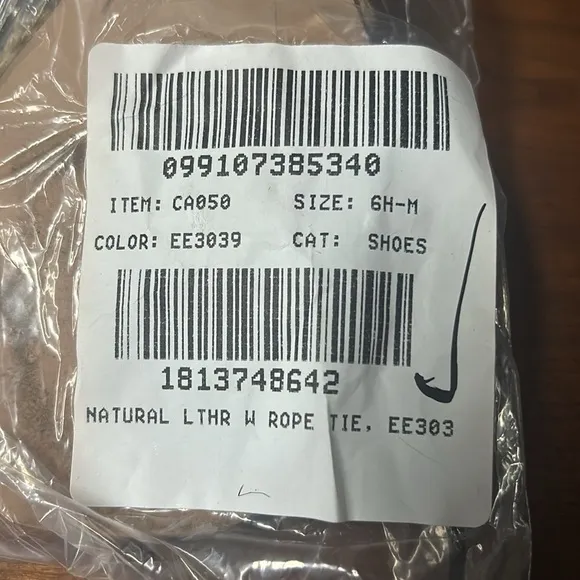 099107385340
ITEM: CA050 SIZE: 6H-M
COLOR: EE3039 CAT: SHOES
1813748642
NATURAL LTHR W ROPE TIE, EE303